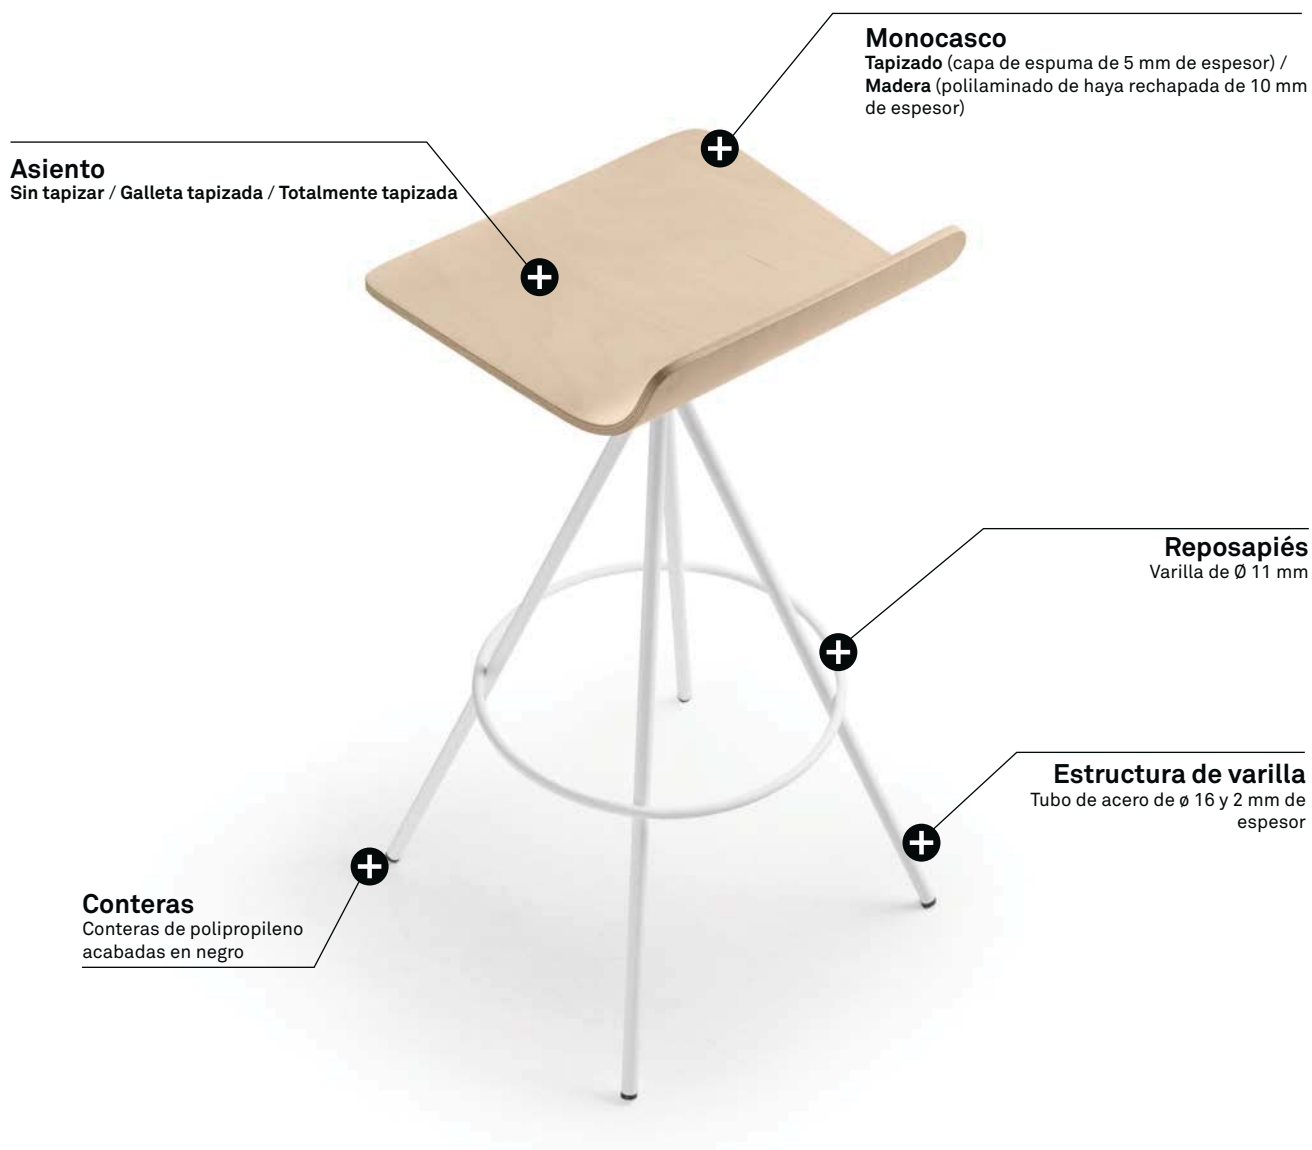 Monocasco
Tapizado (capa de espuma de 5 mm de espesor) /
Madera (polilaminado de haya rechapada de 10 mm
de espesor)
Asiento
Sin tapizar / Galleta tapizada / Totalmente tapizada
Reposapiés
Varilla de Ø 11 mm
Estructura de varilla
Tubo de acero de ø 16 y 2 mm de
espesor
Conteras
Conteras de polipropileno
acabadas en negro